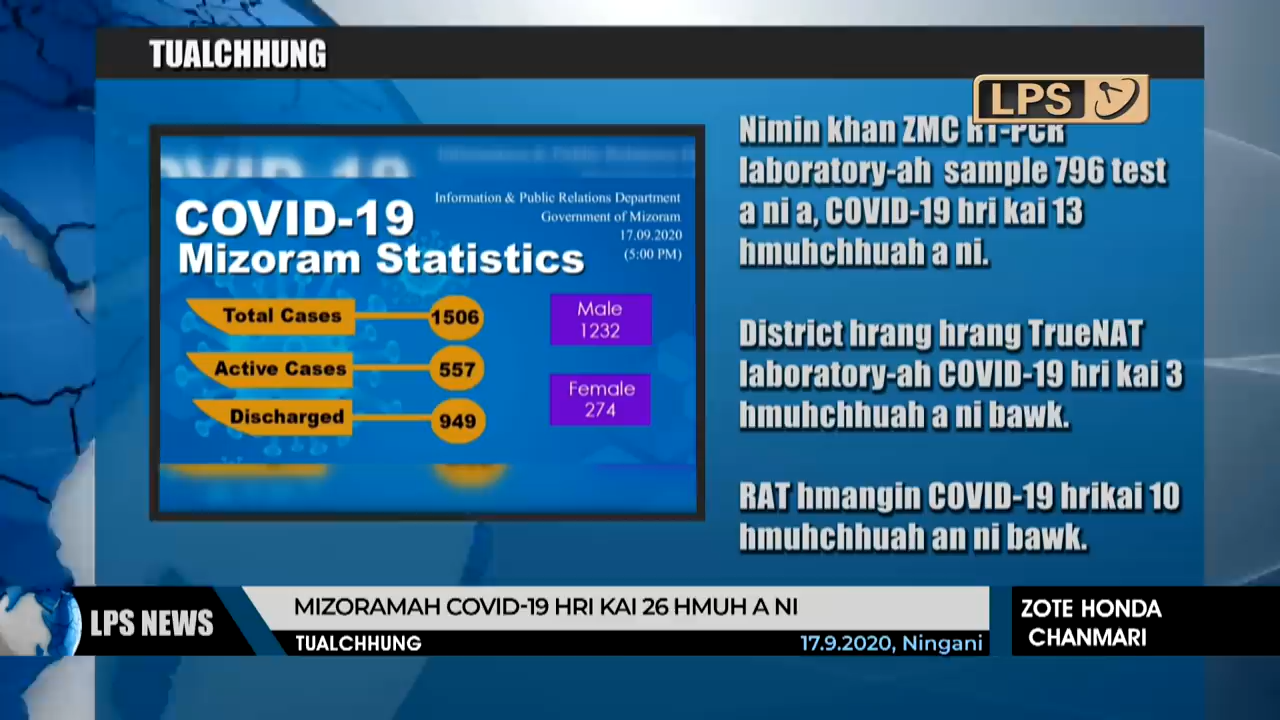 TUALCHHUNG
LPS
COVID-19
Mizoram Statistics
Information & Public Relations Department
Government of Mizoram
17.09.2020
(5:00 PM)
Total Cases 1506
Active Cases 557
Discharged 949
Male
1232
Female
274
Nimin khan ZMC RT-PCR
laboratory-ah sample 796 test
a ni a, COVID-19 hri kai 13
hmuhchhuah a ni.
District hrang hrang TrueNAT
laboratory-ah COVID-19 hri kai 3
hmuhchhuah a ni bawk.
RAT hmangin COVID-19 hrikai 10
hmuhchhuah an ni bawk.
LPS NEWS
MIZORAMAH COVID-19 HRI KAI 26 HMUH A NI
TUALCHHUNG
17.9.2020, Ningani
ZOTE HONDA
CHANMARI